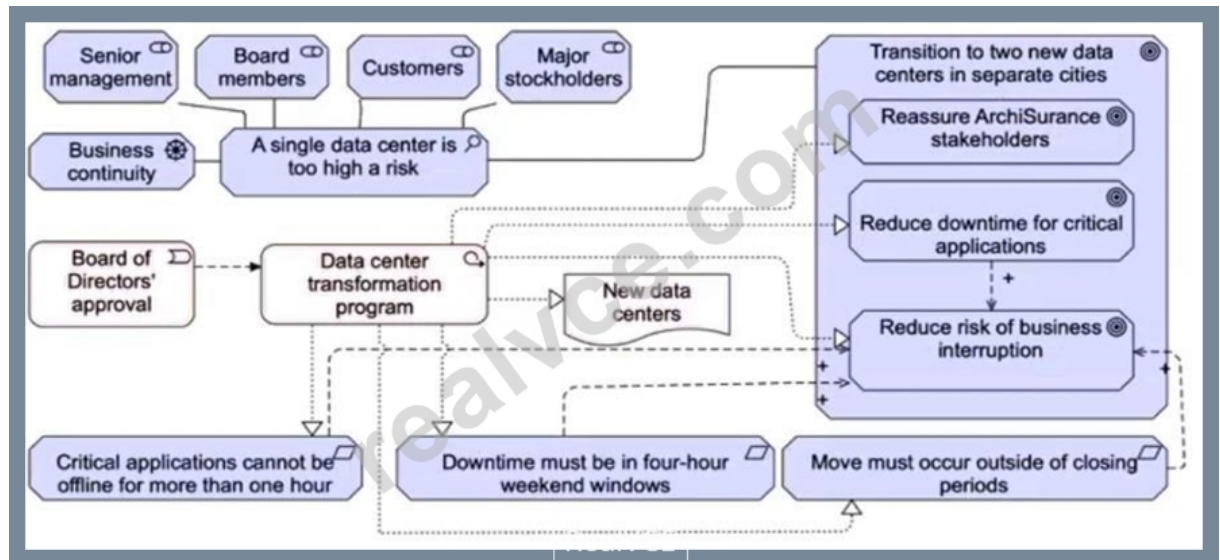 Senior
management
Board
members
Customers
Major
stockholders
Transition to two new data
centers in separate cities
Business
continuity
A single data center is
too high a risk
Reassure ArchiSurance
stakeholders
Reduce downtime for critical
applications
+
Board of
Directors'
approval
Data center
transformation
program
New data
centers
Reduce risk of business
interruption
+
+
+
Critical applications cannot be
offline for more than one hour
Downtime must be in four-hour
weekend windows
Move must occur outside of closing
periods
realvce.com